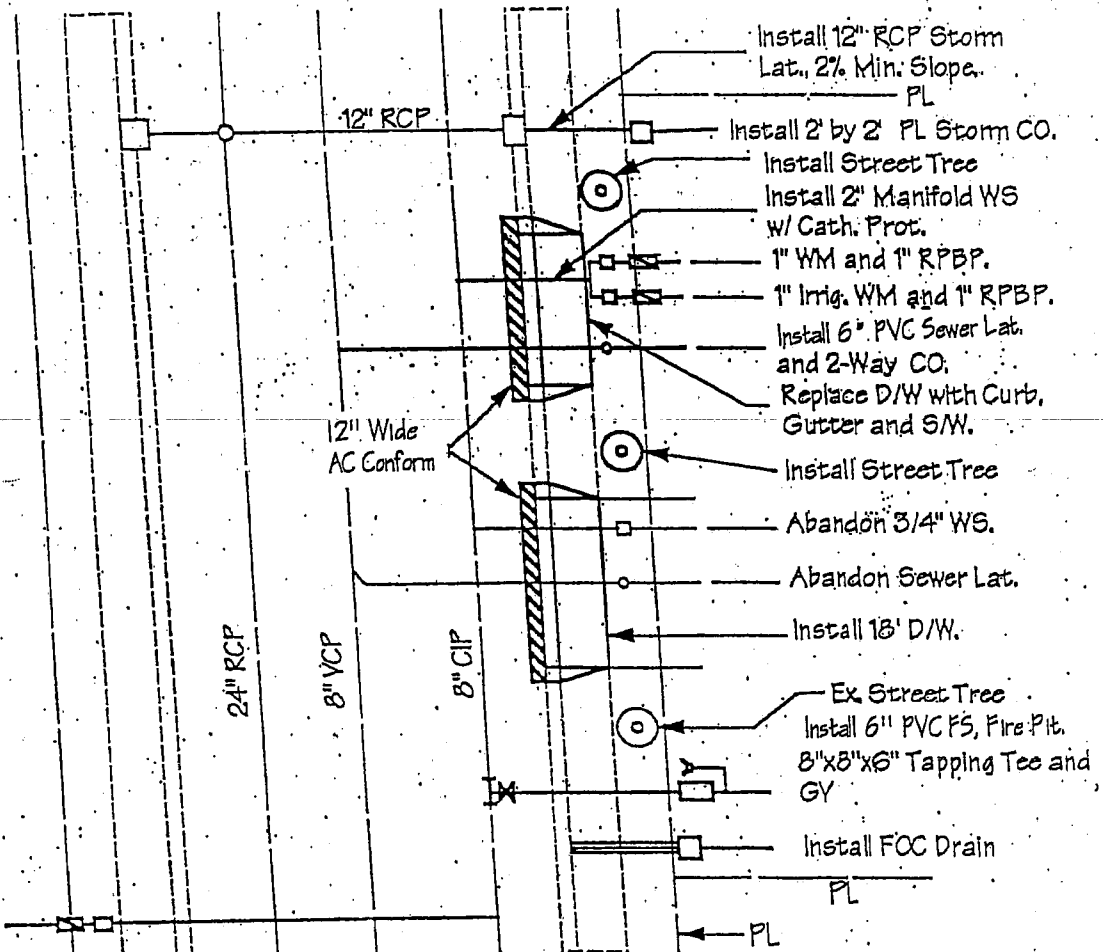 Install 12" RCP Storm
Lat., 2% Min. Slope.
PL
12" RCP
Install 2' by 2' PL Storm CO.
Install Street Tree
Install 2" Manifold WS
w/ Cath. Prot.
1" WM and 1" RPBP.
1" Irrig. WM and 1" RPBP.
Install 6" PVC Sewer Lat.
and 2-Way CO.
Replace D/W with Curb,
Gutter and S/W.
12" Wide
AC Conform
Install Street Tree
Abandon 3/4" WS.
Abandon Sewer Lat.
Install 18' D/W.
24" RCP
8" VCP
8" CIP
Ex. Street Tree
Install 6" PVC FS, Fire Pit.
8"x8"x6" Tapping Tee and
GV
Install FOC Drain
PL
PL